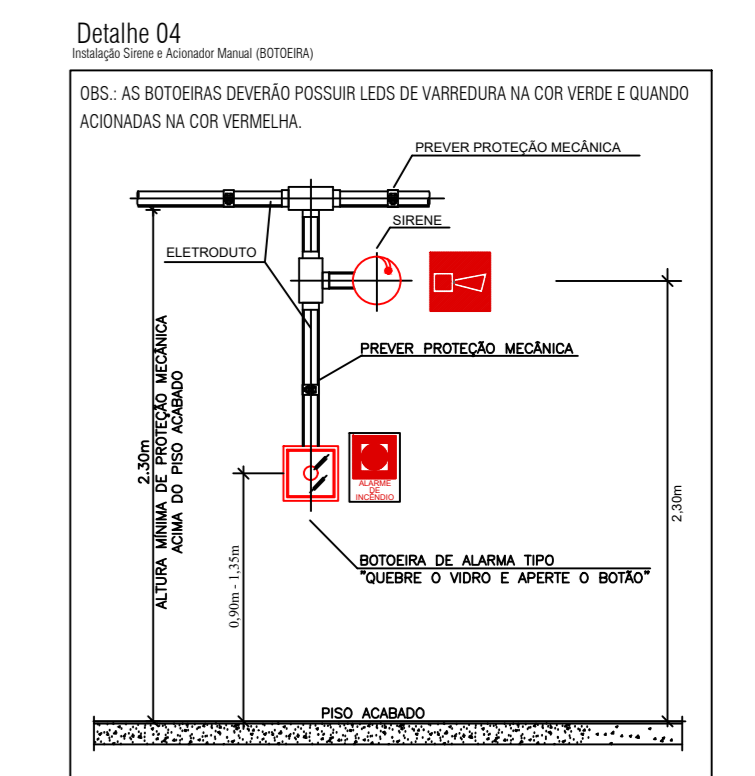 Detalhe 04
Instalação Sirene e Acionador Manual (BOTOEIRA)
OBS.: AS BOTOEIRAS DEVERÃO POSSUIR LEDS DE VARREDURA NA COR VERDE E QUANDO
ACIONADAS NA COR VERMELHA.
PREVER PROTEÇÃO MECÂNICA
SIRENE
ELETRODUTO
PREVER PROTEÇÃO MECÂNICA
2.30m
ALTURA MÍNIMA DE PROTEÇÃO MECÂNICA
ACIMA DO PISO ACABADO
ALARME
DE
INCÊNDIO
2,30m
0,90m - 1,35m
BOTOEIRA DE ALARMA TIPO
"QUEBRE O VIDRO E APERTE O BOTÃO"
PISO ACABADO